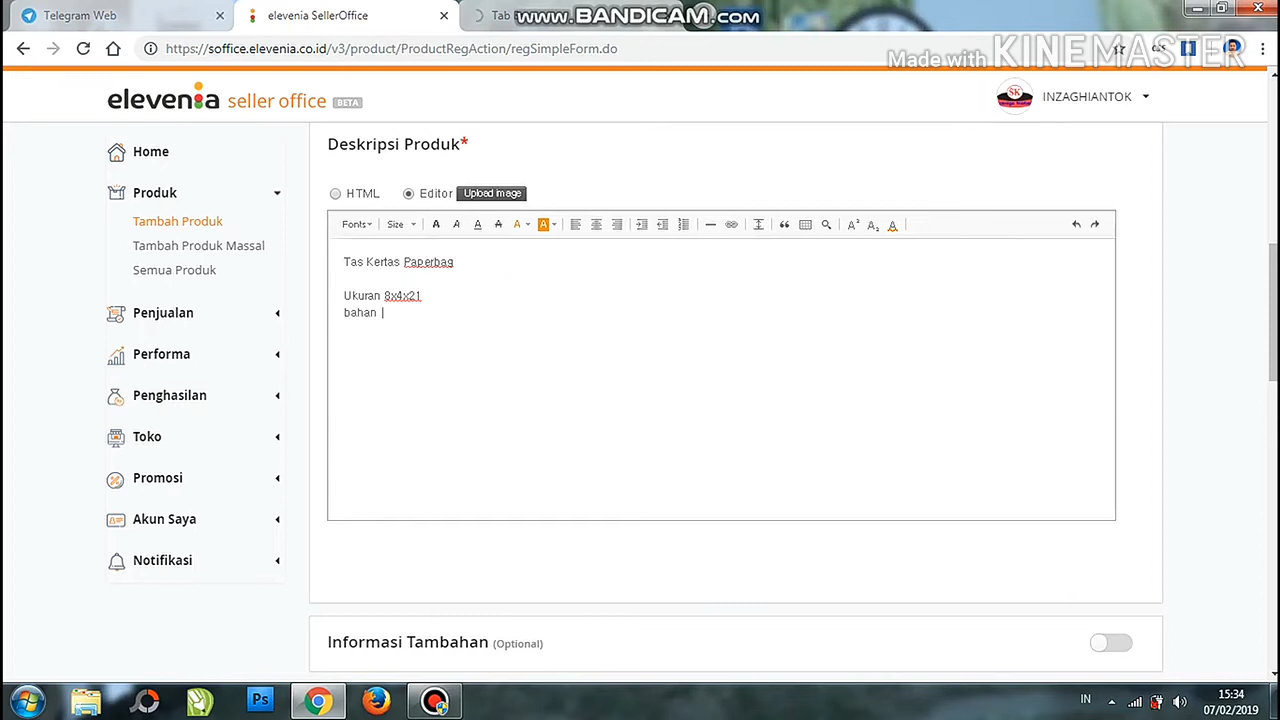 Telegram Web
elevenia SellerOffice
Tab
www.BANDICAM.com
https://soffice.elevenia.co.id/v3/product/ProductRegAction/regSimpleForm.do
Made with KINEMASTER
elevenia seller office BETA
INZAGHIANTOK
Home
Produk
Tambah Produk
Tambah Produk Massal
Semua Produk
Penjualan
Performa
Penghasilan
Toko
Promosi
Akun Saya
Notifikasi
Deskripsi Produk*
HTML
Editor
Upload image
Fonts
Size
Tas Kertas Paperbag
Ukuran 8x4x21
bahan
Informasi Tambahan (Optional)
Ps
IN
15:34
07/02/2019